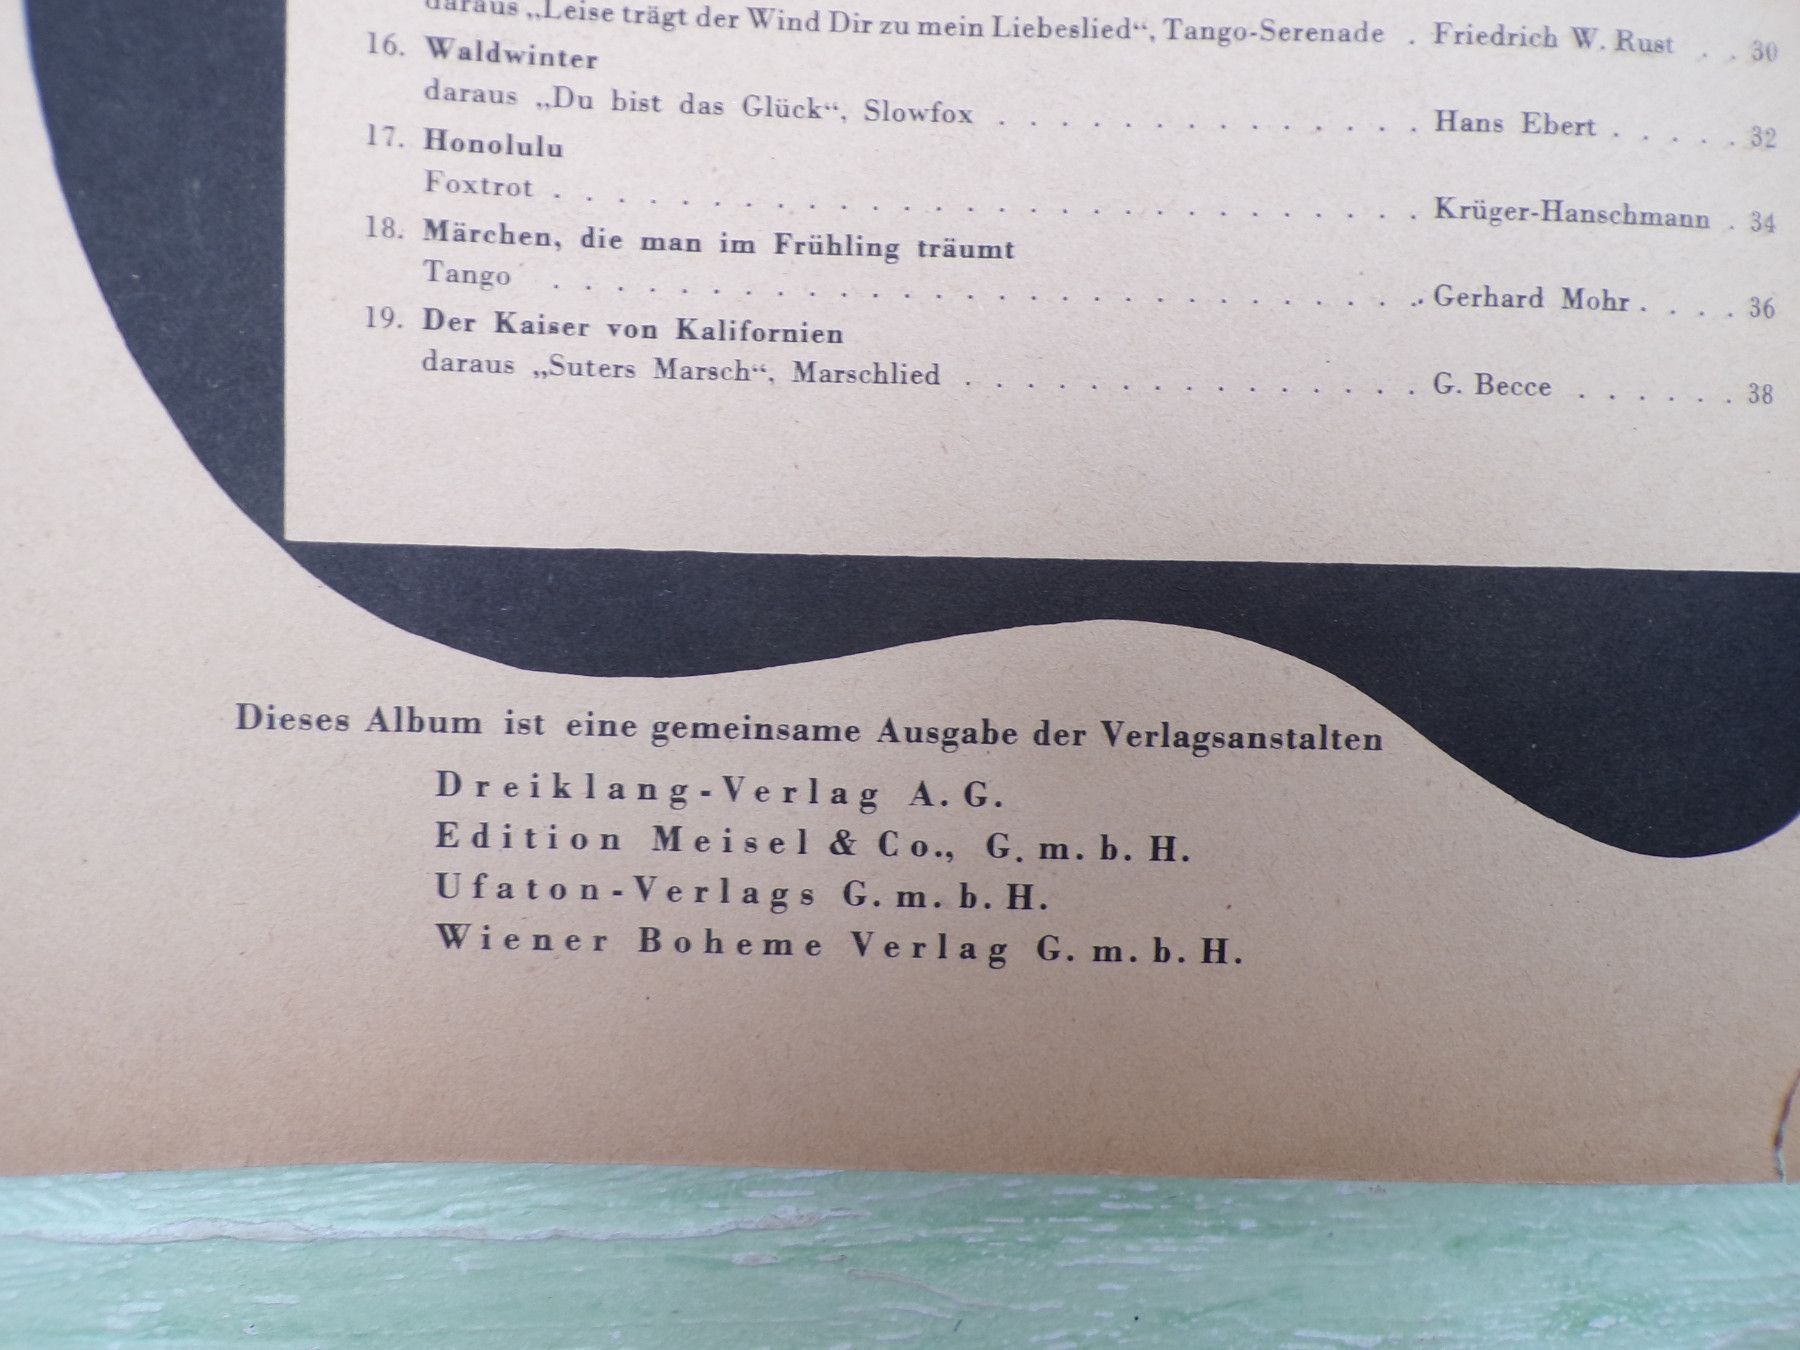 daraus „Leise trägt der Wind Dir zu mein Liebeslied“, Tango-Serenade . Friedrich W. Rust . . 30
16. Waldwinter
daraus „Du bist das Glück“, Slowfox . . . . . . . . . . . . . . Hans Ebert . . . . . 32
17. Honolulu
Foxtrot . . . . . . . . . . . . . . . . . . . . . . . . . . . . Krüger-Hanschmann . 34
18. Märchen, die man im Frühling träumt
Tango . . . . . . . . . . . . . . . . . . . . . . . . . . . . . Gerhard Mohr . . . . 36
19. Der Kaiser von Kalifornien
daraus „Suters Marsch“, Marschlied . . . . . . . . . . . . . . . G. Becce . . . . . . 38
Dieses Album ist eine gemeinsame Ausgabe der Verlagsanstalten
Dreiklang-Verlag A. G.
Edition Meisel & Co., G. m. b. H.
Ufaton-Verlags G. m. b. H.
Wiener Boheme Verlag G. m. b. H.